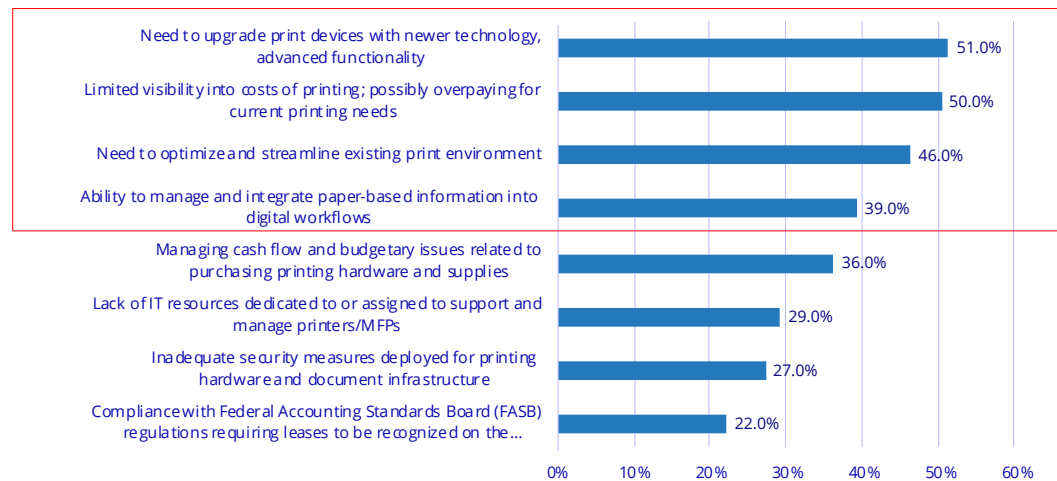 Need to upgrade print devices with newer technology,
advanced functionality
51.0%
Limited visibility into costs of printing; possibly overpaying for
current printing needs
50.0%
Need to optimize and streamline existing print environment
46.0%
Ability to manage and integrate paper-based information into
digital workflows
39.0%
Managing cash flow and budgetary issues related to
purchasing printing hardware and supplies
36.0%
Lack of IT resources dedicated to or assigned to support and
manage printers/MFPs
29.0%
Inadequate security measures deployed for printing
hardware and document infrastructure
27.0%
Compliance with Federal Accounting Standards Board (FASB)
regulations requiring leases to be recognized on the...
22.0%
0% 10% 20% 30% 40% 50% 60%